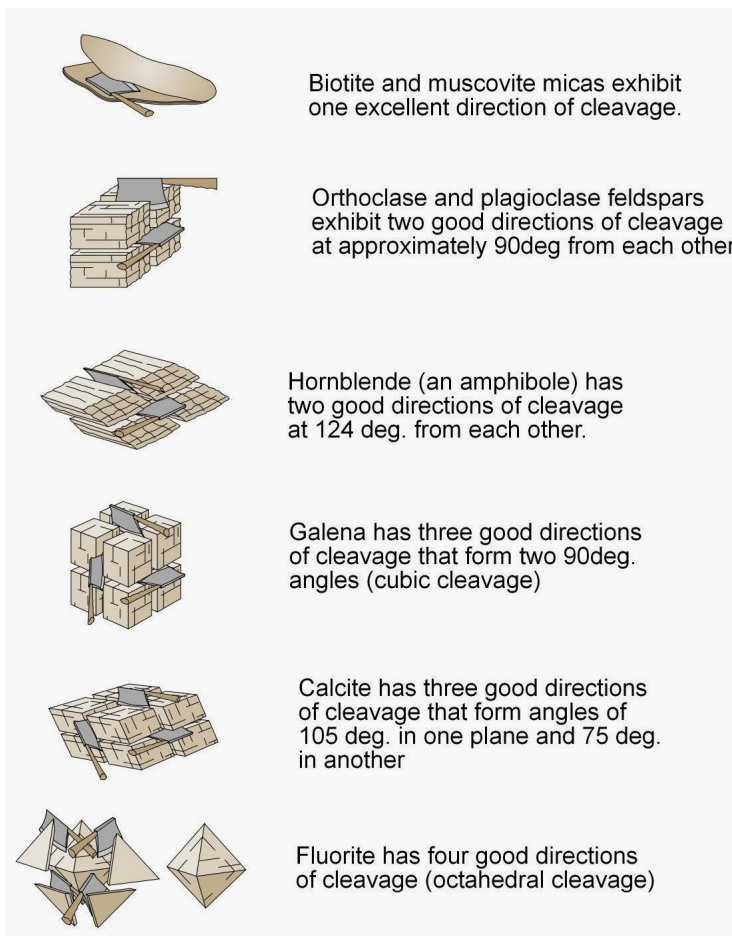 Biotite and muscovite micas exhibit
one excellent direction of cleavage.
Orthoclase and plagioclase feldspars
exhibit two good directions of cleavage
at approximately 90deg from each other
Hornblende (an amphibole) has
two good directions of cleavage
at 124 deg. from each other.
Galena has three good directions
of cleavage that form two 90deg.
angles (cubic cleavage)
Calcite has three good directions
of cleavage that form angles of
105 deg. in one plane and 75 deg.
in another
Fluorite has four good directions
of cleavage (octahedral cleavage)